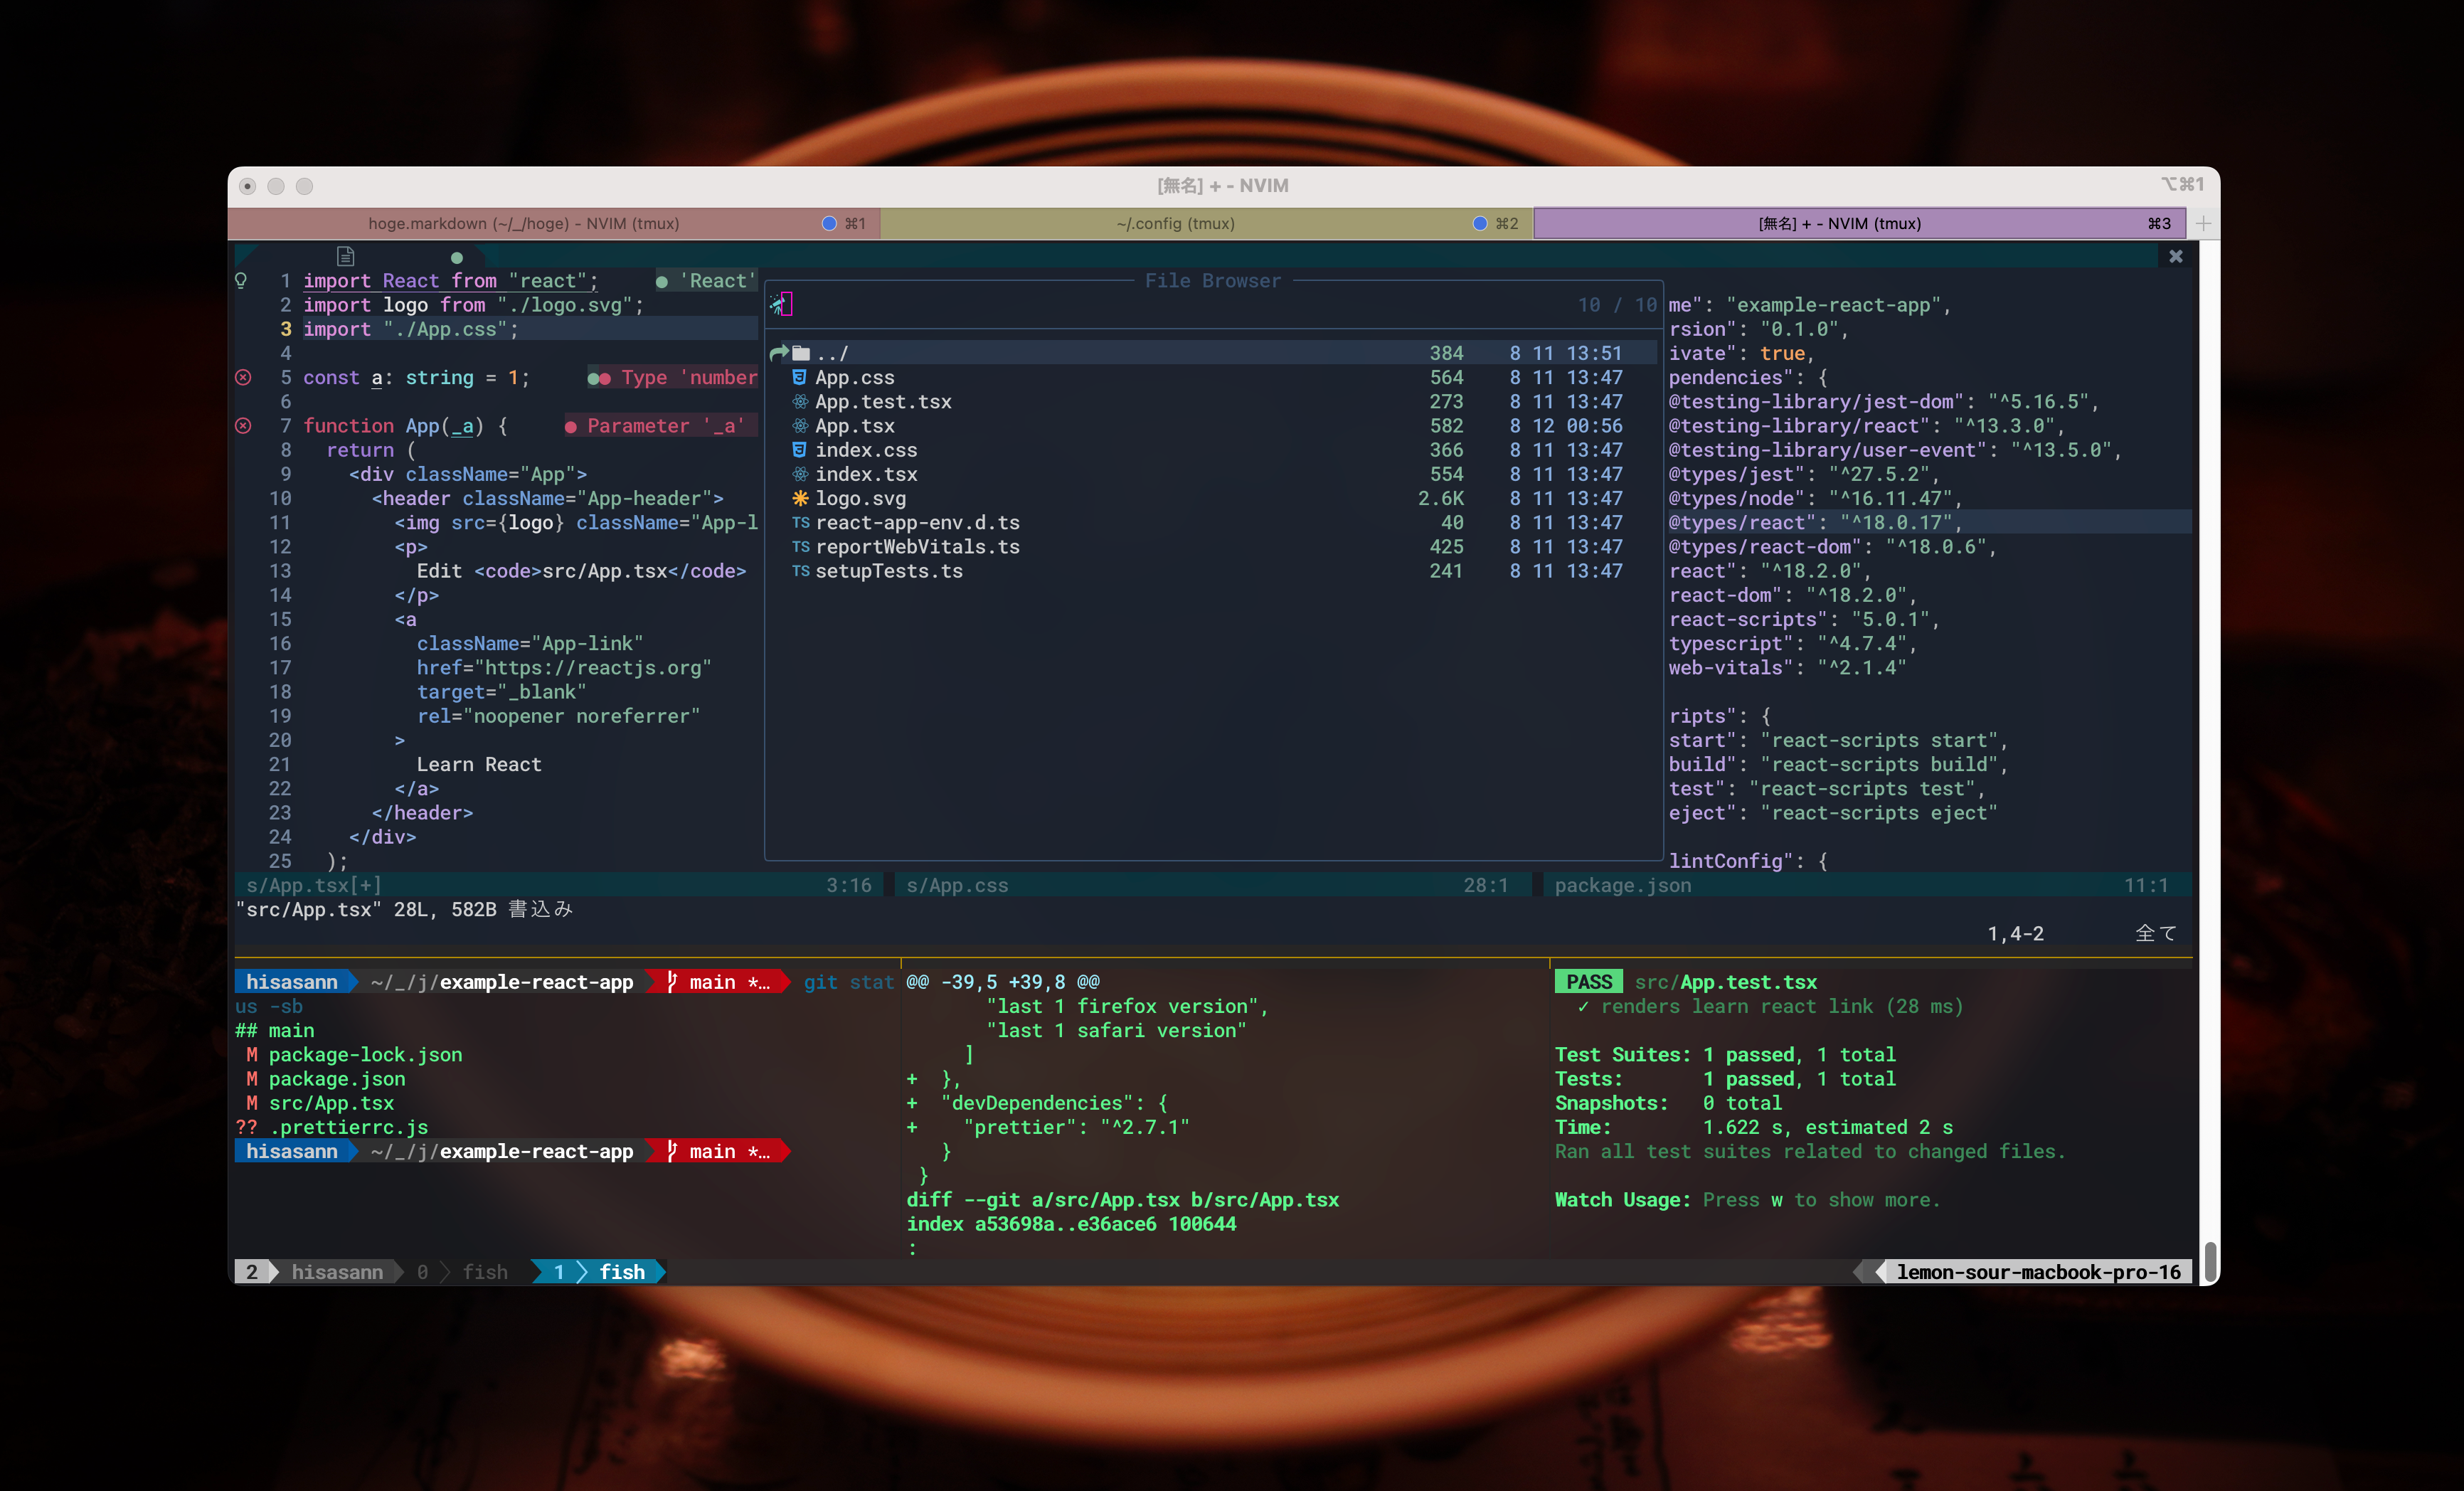 [無名] + - NVIM
⌥⌘1
hoge.markdown (~/_/hoge) - NVIM (tmux) ⌘1
~/.config (tmux) ⌘2
[無名] + - NVIM (tmux) ⌘3
1 import React from "react"; ● 'React'
2 import logo from "./logo.svg";
3 import "./App.css";
4
5 const a: string = 1; ●● Type 'number
6
7 function App(_a) { ● Parameter '_a'
8 return (
9 <div className="App">
10 <header className="App-header">
11 <img src={logo} className="App-l
12 <p>
13 Edit <code>src/App.tsx</code>
14 </p>
15 <a
16 className="App-link"
17 href="https://reactjs.org"
18 target="_blank"
19 rel="noopener noreferrer"
20 >
21 Learn React
22 </a>
23 </header>
24 </div>
25 );
File Browser
10 / 10
../ 384 8 11 13:51
App.css 564 8 11 13:47
App.test.tsx 273 8 11 13:47
App.tsx 582 8 12 00:56
index.css 366 8 11 13:47
index.tsx 554 8 11 13:47
logo.svg 2.6K 8 11 13:47
TS react-app-env.d.ts 40 8 11 13:47
TS reportWebVitals.ts 425 8 11 13:47
TS setupTests.ts 241 8 11 13:47
me": "example-react-app",
rsion": "0.1.0",
ivate": true,
pendencies": {
@testing-library/jest-dom": "^5.16.5",
@testing-library/react": "^13.3.0",
@testing-library/user-event": "^13.5.0",
@types/jest": "^27.5.2",
@types/node": "^16.11.47",
@types/react": "^18.0.17",
@types/react-dom": "^18.0.6",
react": "^18.2.0",
react-dom": "^18.2.0",
react-scripts": "5.0.1",
typescript": "^4.7.4",
web-vitals": "^2.1.4"
ripts": {
start": "react-scripts start",
build": "react-scripts build",
test": "react-scripts test",
eject": "react-scripts eject"
lintConfig": {
s/App.tsx[+] 3:16
s/App.css 28:1
package.json 11:1
"src/App.tsx" 28L, 582B 書込み
1,4-2 全て
hisasann ~/_/j/example-react-app main *… git stat
us -sb
## main
M package-lock.json
M package.json
M src/App.tsx
?? .prettierrc.js
hisasann ~/_/j/example-react-app main *…
@@ -39,5 +39,8 @@
"last 1 firefox version",
"last 1 safari version"
]
+ },
+ "devDependencies": {
+ "prettier": "^2.7.1"
}
}
diff --git a/src/App.tsx b/src/App.tsx
index a53698a..e36ace6 100644
:
PASS src/App.test.tsx
✓ renders learn react link (28 ms)
Test Suites: 1 passed, 1 total
Tests: 1 passed, 1 total
Snapshots: 0 total
Time: 1.622 s, estimated 2 s
Ran all test suites related to changed files.
Watch Usage: Press w to show more.
2 hisasann 0 fish 1 fish
lemon-sour-macbook-pro-16